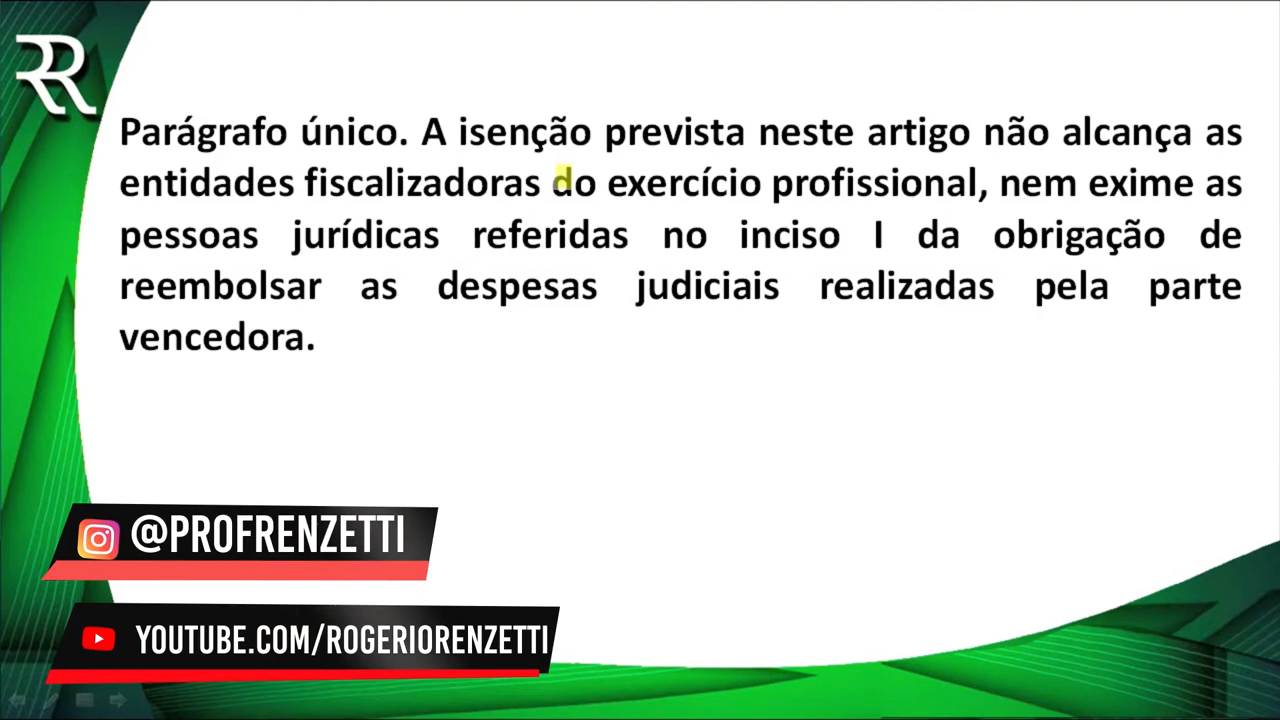 RR
Parágrafo único. A isenção prevista neste artigo não alcança as
entidades fiscalizadoras do exercício profissional, nem exime as
pessoas jurídicas referidas no inciso I da obrigação de
reembolsar as despesas judiciais realizadas pela parte
vencedora.
@PROFRENZETTI
YOUTUBE.COM/ROGERIORENZETTI